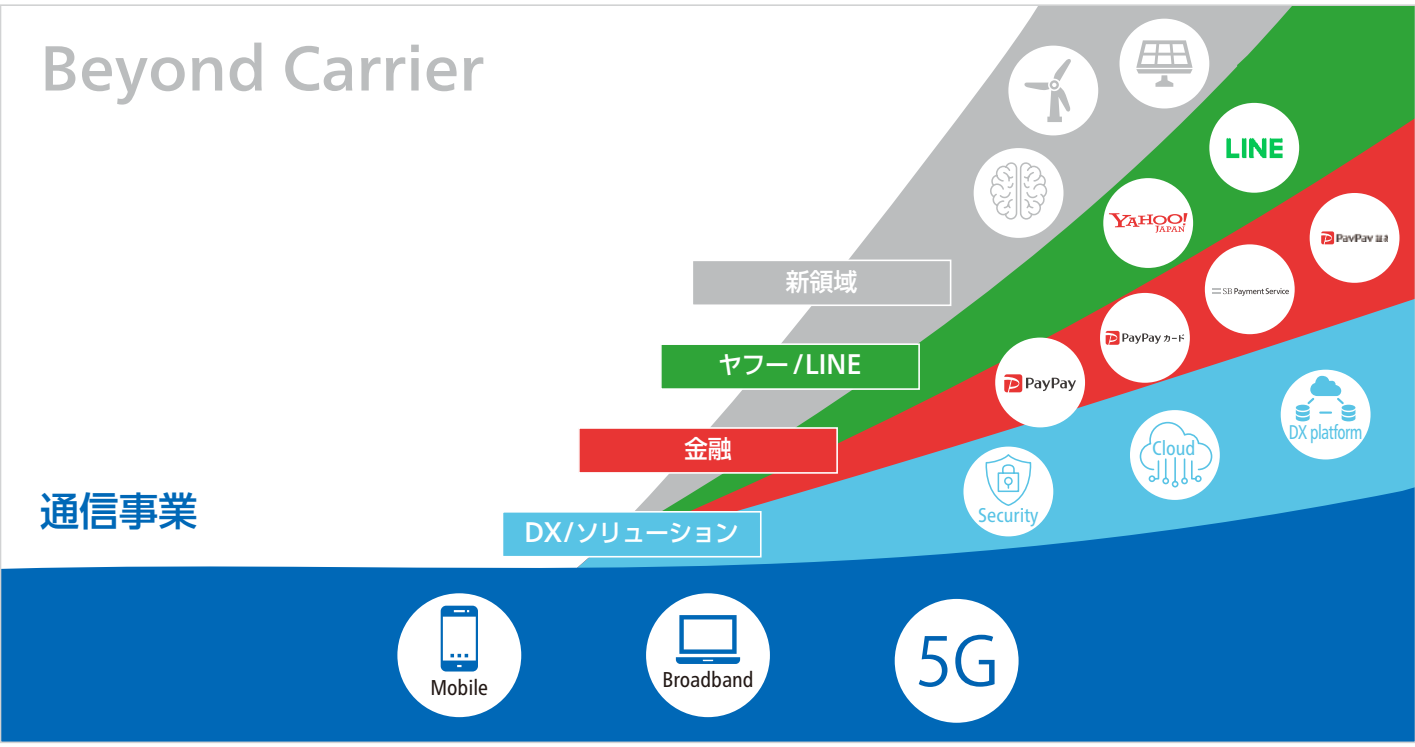 Beyond Carrier
LINE
YAHOO!
JAPAN
PayPay
新領域
SB Payment Service
PayPay カード
ヤフー/LINE
PayPay
金融
Cloud
DX platform
通信事業
Security
DX/ソリューション
Mobile
Broadband
5G